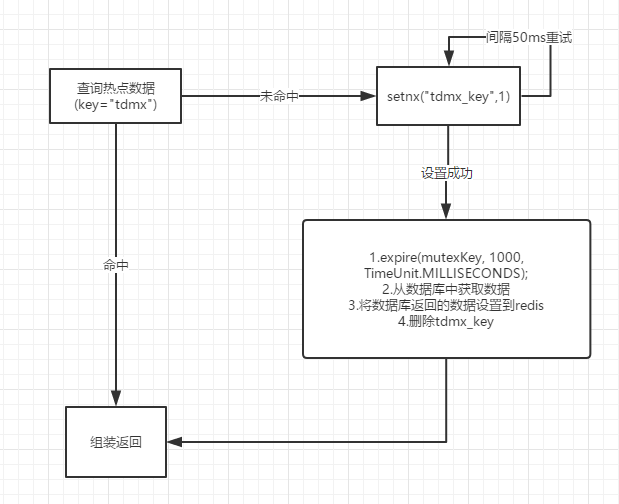 间隔50ms重试
查询热点数据
(key="tdmx")
未命中
setnx("tdmx_key",1)
设置成功
命中
1.expire(mutexKey, 1000,
TimeUnit.MILLISECONDS);
2.从数据库中获取数据
3.将数据库返回的数据设置到redis
4.删除tdmx_key
组装返回